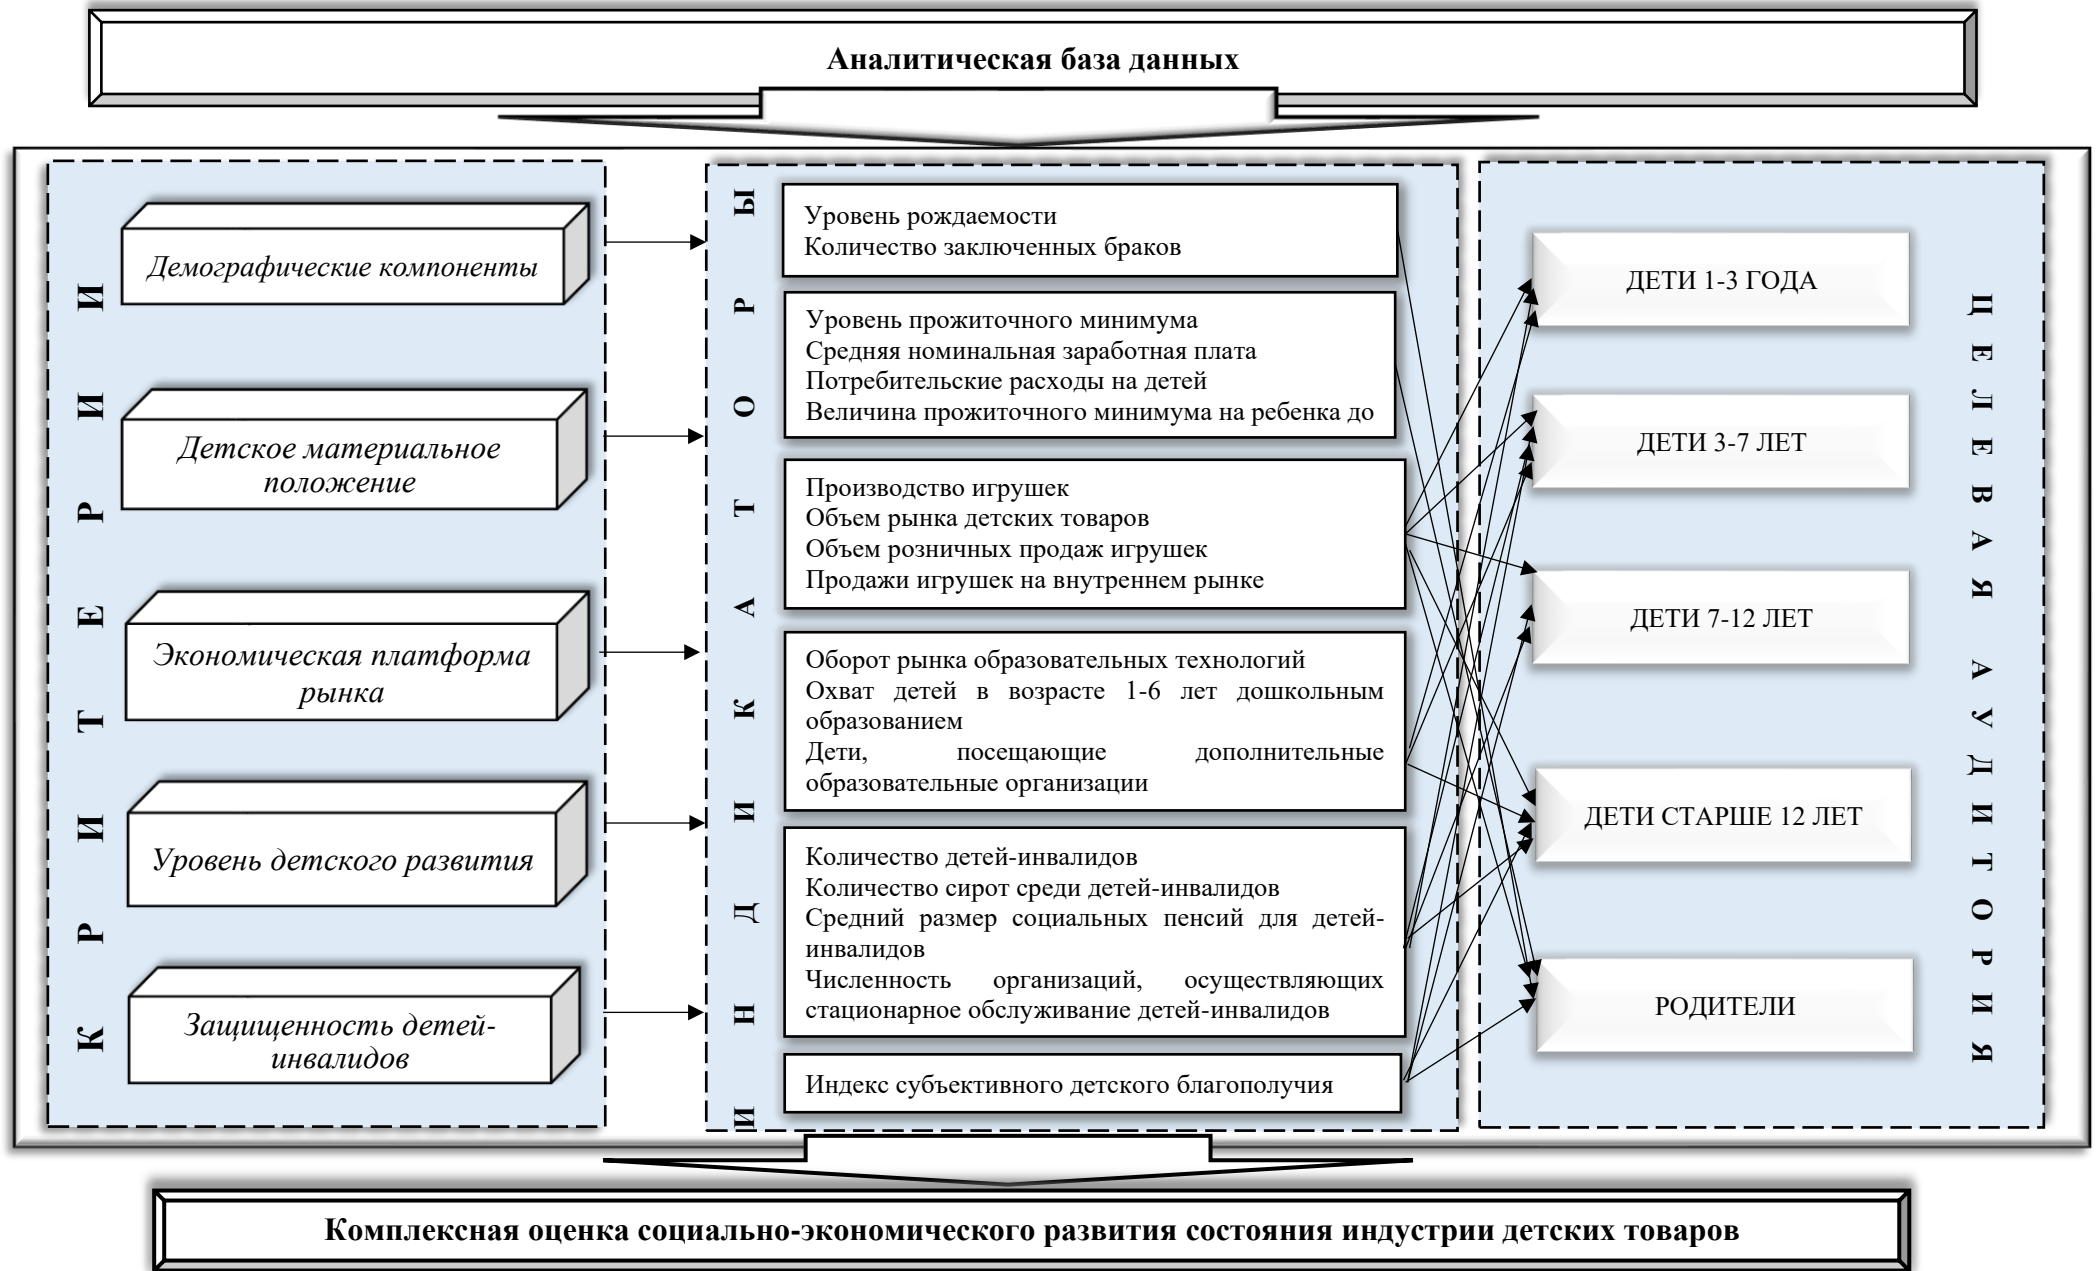 Аналитическая база данных
КРИТЕРИИ
Демографические компоненты
Детское материальное
положение
Экономическая платформа
рынка
Уровень детского развития
Защищенность детей-
инвалидов
ИНДИКАТОРЫ
Уровень рождаемости
Количество заключенных браков
Уровень прожиточного минимума
Средняя номинальная заработная плата
Потребительские расходы на детей
Величина прожиточного минимума на ребенка до
Производство игрушек
Объем рынка детских товаров
Объем розничных продаж игрушек
Продажи игрушек на внутреннем рынке
Оборот рынка образовательных технологий
Охват детей в возрасте 1-6 лет дошкольным
образованием
Дети, посещающие дополнительные
образовательные организации
Количество детей-инвалидов
Количество сирот среди детей-инвалидов
Средний размер социальных пенсий для детей-
инвалидов
Численность организаций, осуществляющих
стационарное обслуживание детей-инвалидов
Индекс субъективного детского благополучия
ДЕТИ 1-3 ГОДА
ДЕТИ 3-7 ЛЕТ
ДЕТИ 7-12 ЛЕТ
ДЕТИ СТАРШЕ 12 ЛЕТ
РОДИТЕЛИ
ЦЕЛЕВАЯ АУДИТОРИЯ
Комплексная оценка социально-экономического развития состояния индустрии детских товаров